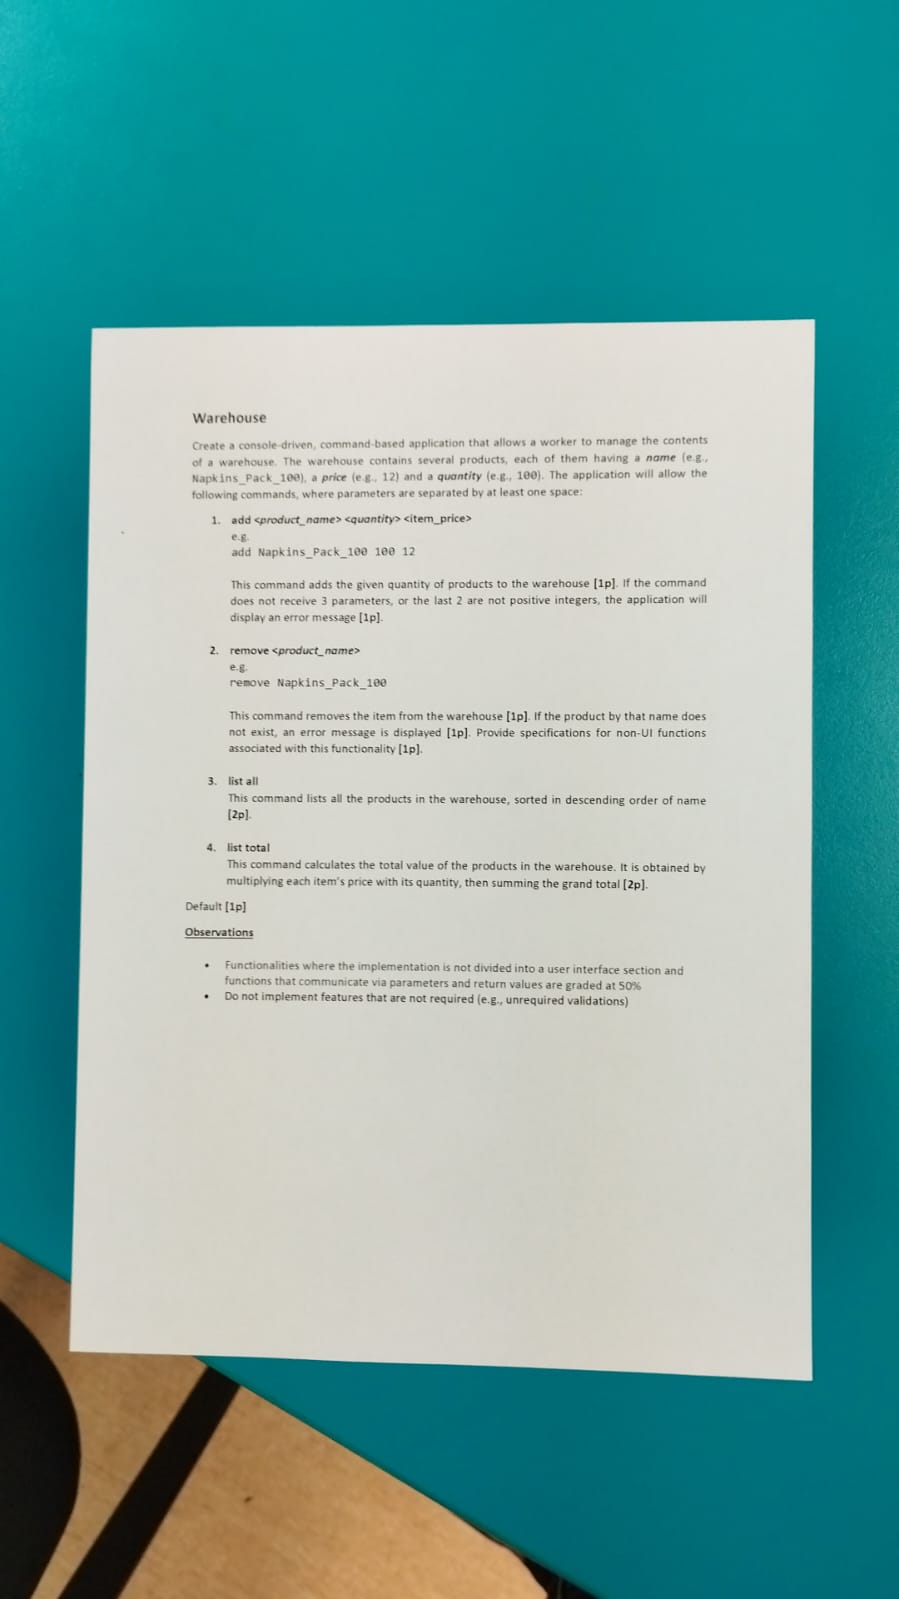 Warehouse
Create a console-driven, command-based application that allows a worker to manage the contents
of a warehouse. The warehouse contains several products, each of them having a name (e.g.,
Napkins_Pack_100), a price (e.g., 12) and a quantity (e.g., 100). The application will allow the
following commands, where parameters are separated by at least one space:
1. add <product_name> <quantity> <item_price>
e.g.
add Napkins_Pack_100 100 12
This command adds the given quantity of products to the warehouse [1p]. If the command
does not receive 3 parameters, or the last 2 are not positive integers, the application will
display an error message [1p].
2. remove <product_name>
e.g.
remove Napkins_Pack_100
This command removes the item from the warehouse [1p]. If the product by that name does
not exist, an error message is displayed [1p]. Provide specifications for non-UI functions
associated with this functionality [1p].
3. list all
This command lists all the products in the warehouse, sorted in descending order of name
[2p].
4. list total
This command calculates the total value of the products in the warehouse. It is obtained by
multiplying each item's price with its quantity, then summing the grand total [2p].
Default [1p]
Observations
• Functionalities where the implementation is not divided into a user interface section and
functions that communicate via parameters and return values are graded at 50%
• Do not implement features that are not required (e.g., unrequired validations)